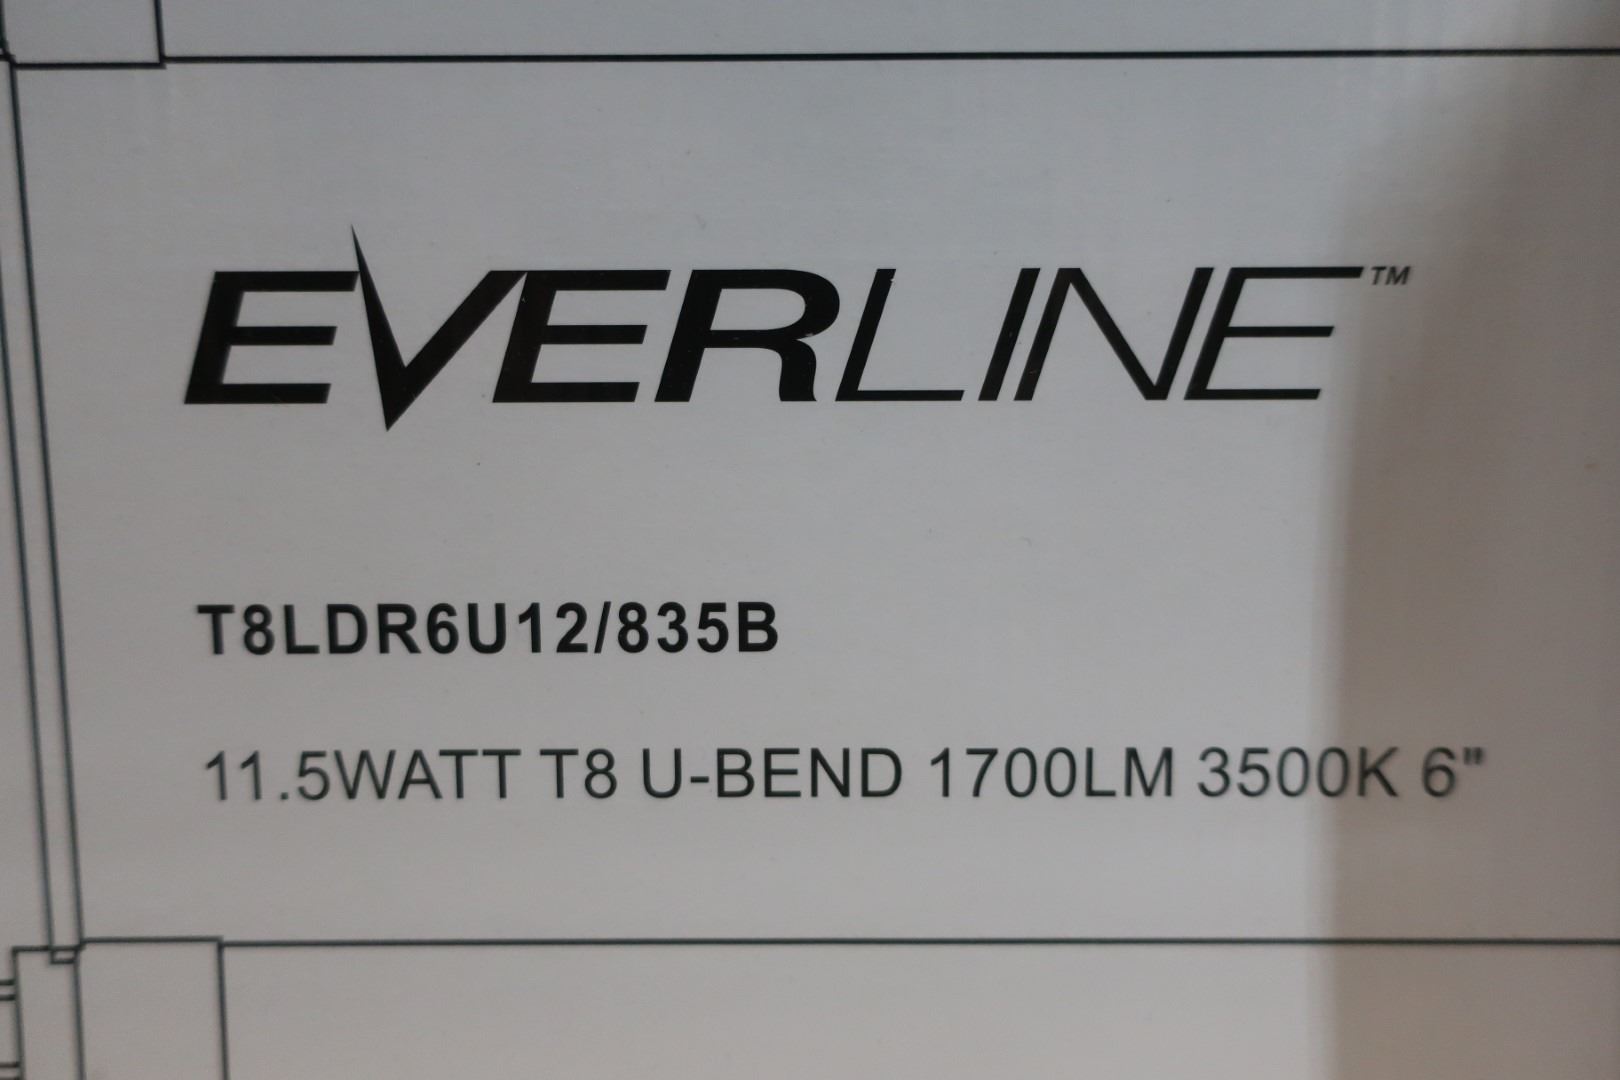 EVERLINE™
T8LDR6U12/835B
11.5WATT T8 U-BEND 1700LM 3500K 6"